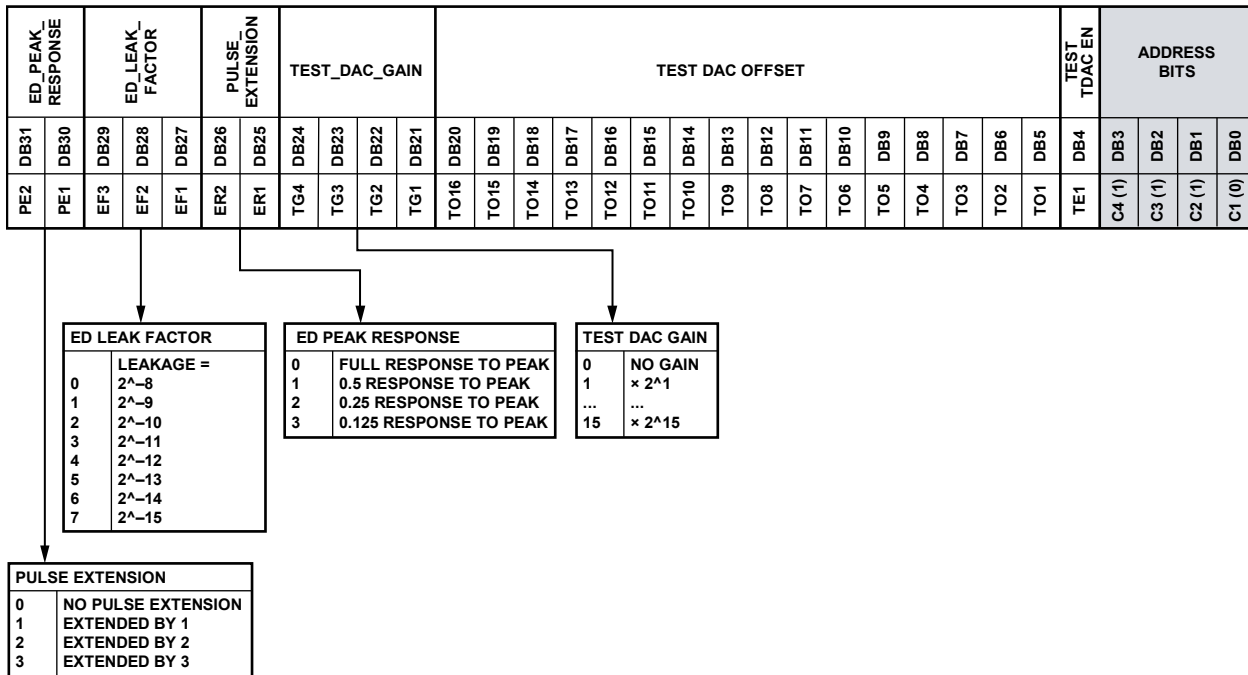 ED_PEAK_
RESPONSE
ED_LEAK_
FACTOR
PULSE_
EXTENSION
TEST_DAC_GAIN
TEST DAC OFFSET
TEST_
TDAC EN
ADDRESS
BITS
DB31 DB30 DB29 DB28 DB27 DB26 DB25 DB24 DB23 DB22 DB21 DB20 DB19 DB18 DB17 DB16 DB15 DB14 DB13 DB12 DB11 DB10 DB9 DB8 DB7 DB6 DB5 DB4 DB3 DB2 DB1 DB0
PE2 PE1 EF3 EF2 EF1 ER2 ER1 TG4 TG3 TG2 TG1 TO16 TO15 TO14 TO13 TO12 TO11 TO10 TO9 TO8 TO7 TO6 TO5 TO4 TO3 TO2 TO1 TE1 C4 (1) C3 (1) C2 (1) C1 (0)
ED LEAK FACTOR
LEAKAGE =
0 2^–8
1 2^–9
2 2^–10
3 2^–11
4 2^–12
5 2^–13
6 2^–14
7 2^–15
ED PEAK RESPONSE
0 FULL RESPONSE TO PEAK
1 0.5 RESPONSE TO PEAK
2 0.25 RESPONSE TO PEAK
3 0.125 RESPONSE TO PEAK
TEST DAC GAIN
0 NO GAIN
1 × 2^1
... ...
15 × 2^15
PULSE EXTENSION
0 NO PULSE EXTENSION
1 EXTENDED BY 1
2 EXTENDED BY 2
3 EXTENDED BY 3